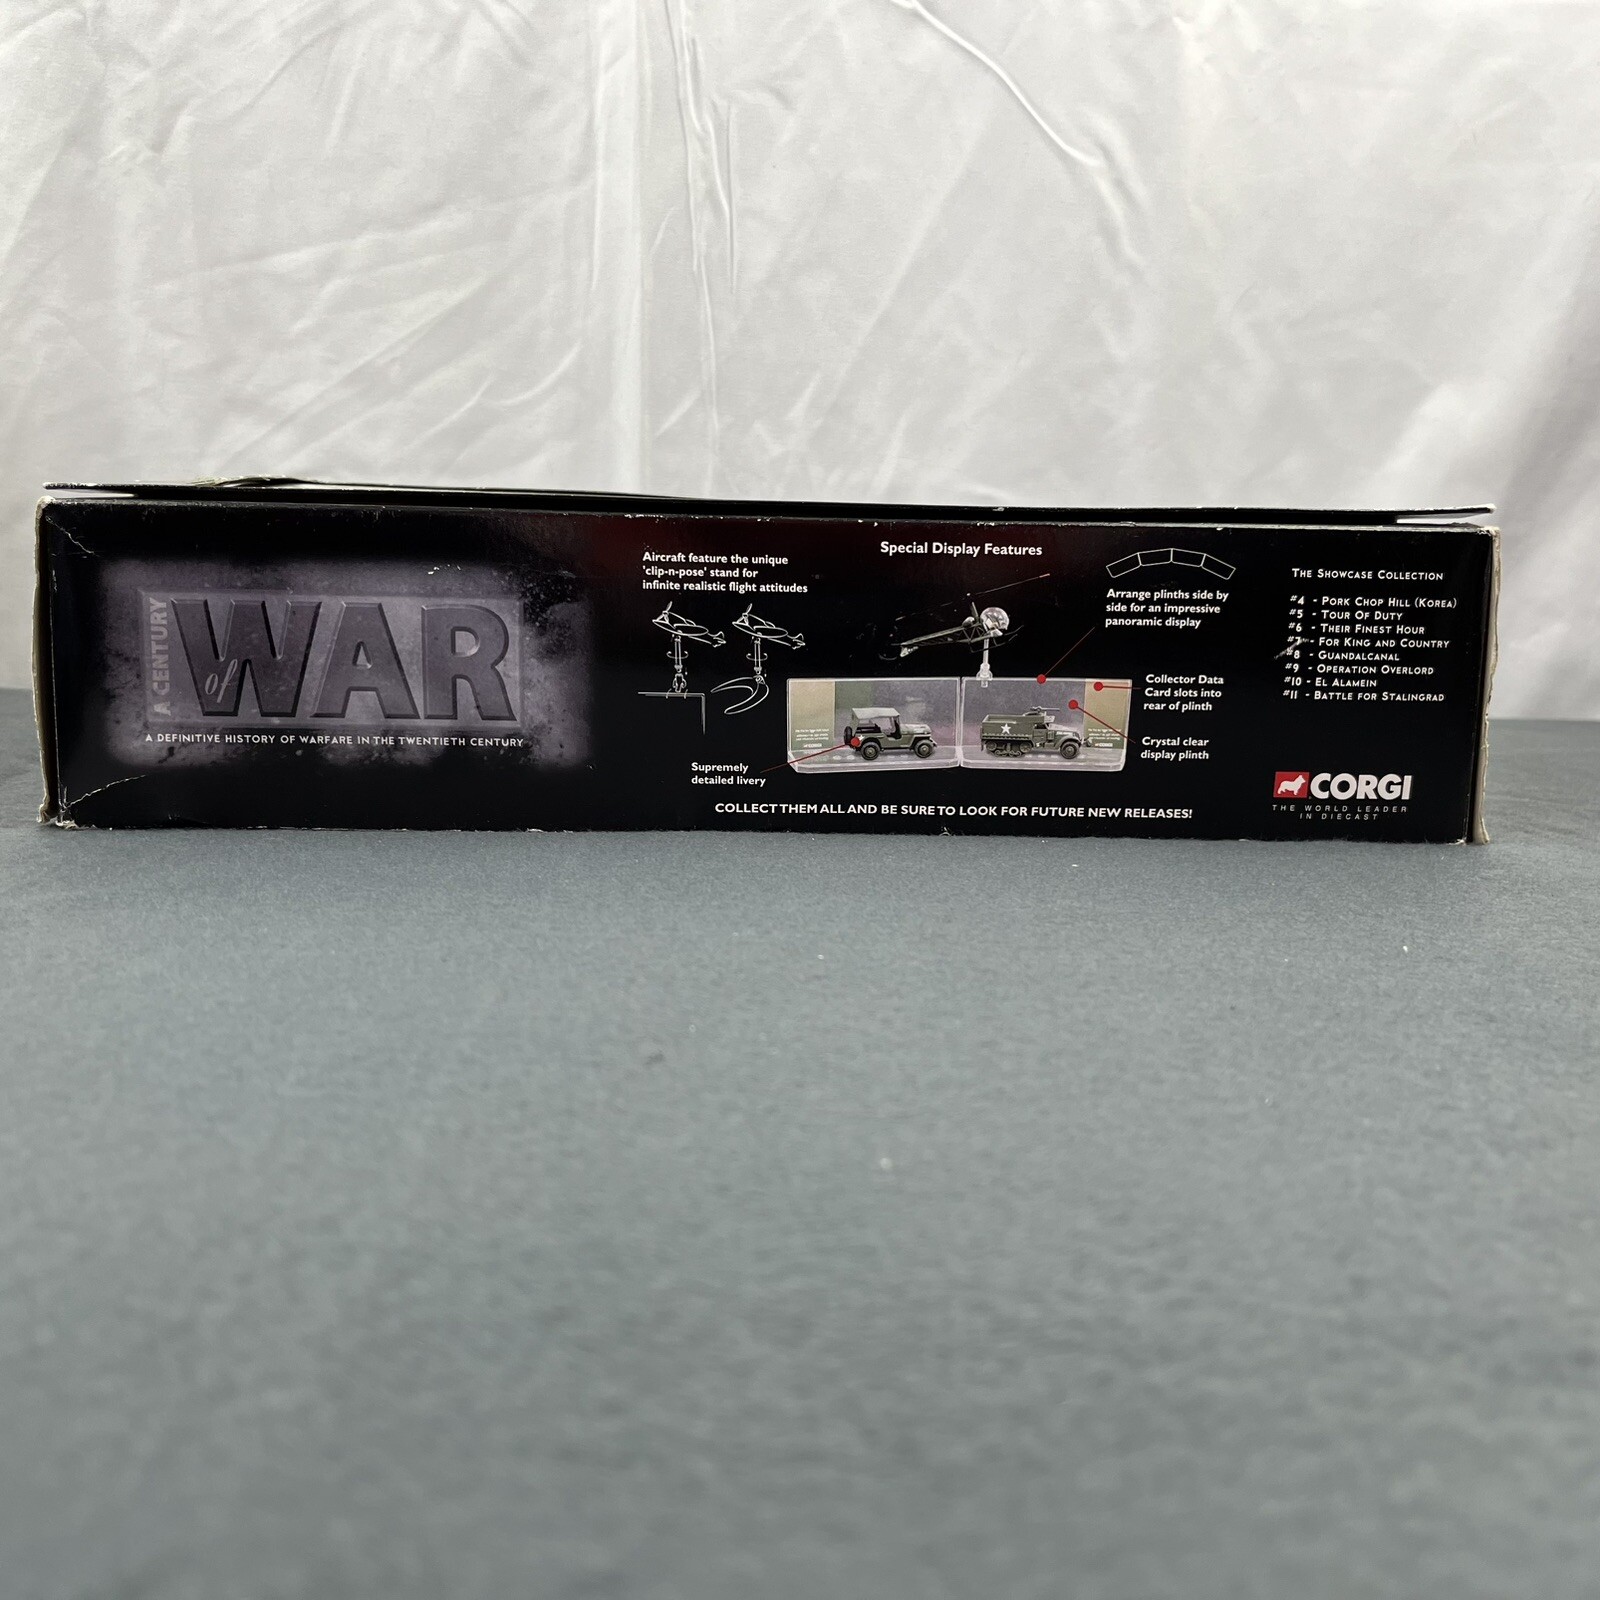 A CENTURY
of WAR
A DEFINITIVE HISTORY OF WARFARE IN THE TWENTIETH CENTURY
Aircraft feature the unique
'clip-n-pose' stand for
infinite realistic flight attitudes
Special Display Features
Arrange plinths side by
side for an impressive
panoramic display
Collector Data
Card slots into
rear of plinth
Crystal clear
display plinth
Supremely
detailed livery
COLLECT THEM ALL AND BE SURE TO LOOK FOR FUTURE NEW RELEASES!
THE SHOWCASE COLLECTION
#4 - PORK CHOP HILL (KOREA)
#5 - TOUR OF DUTY
#6 - THEIR FINEST HOUR
#7 - FOR KING AND COUNTRY
#8 - GUANDALCANAL
#9 - OPERATION OVERLORD
#10 - EL ALAMEIN
#11 - BATTLE FOR STALINGRAD
CORGI
THE WORLD LEADER
IN DIECAST